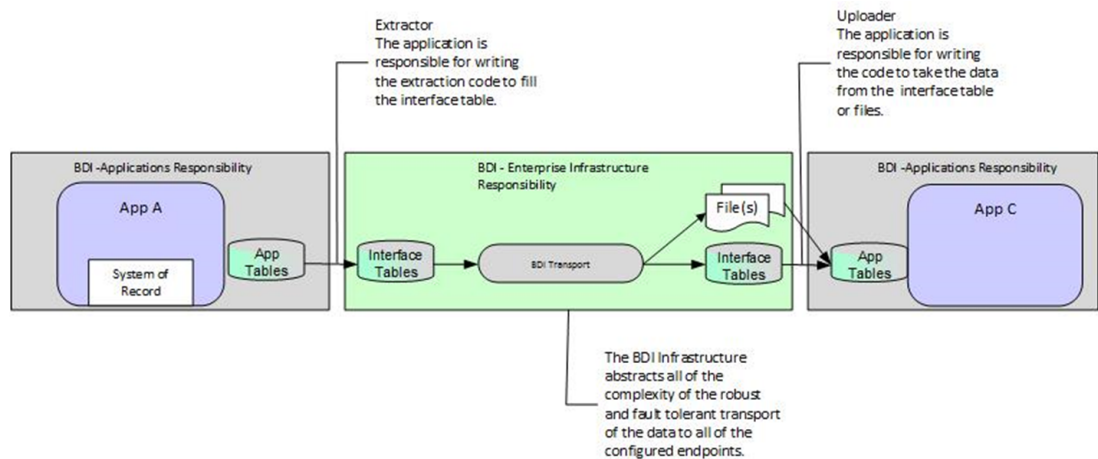 Extractor
The application is
responsible for writing
the extraction code to fill
the interface table.
Uploader
The application is
responsible for writing
the code to take the data
from the interface table
or files.
BDI -Applications Responsibility
App A
System of
Record
App
Tables
BDI - Enterprise Infrastructure
Responsibility
Interface
Tables
BDI Transport
File(s)
Interface
Tables
BDI -Applications Responsibility
App
Tables
App C
The BDI Infrastructure
abstracts all of the
complexity of the robust
and fault tolerant transport
of the data to all of the
configured endpoints.